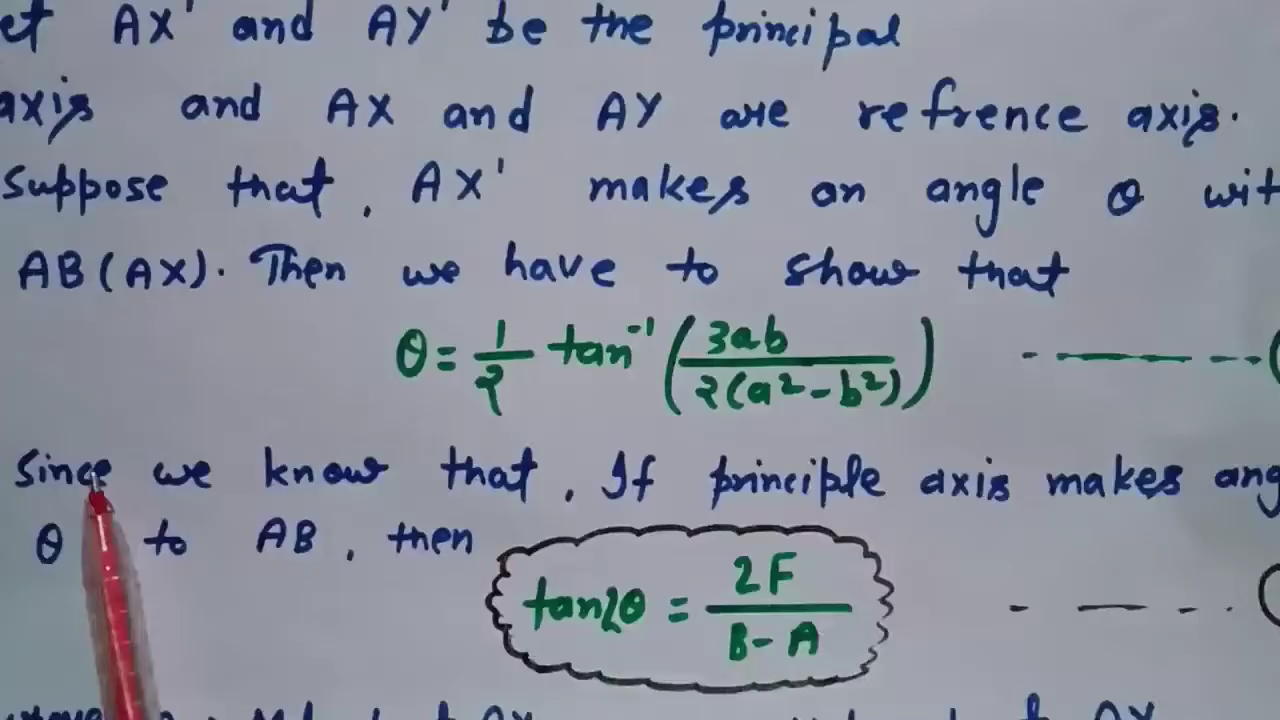 et AX' and AY' be the principal
axis and AX and AY are refrence axis.
suppose that, AX' makes an angle θ wit
AB(AX). Then we have to show that
θ = 1/2 tan⁻¹ (3ab / 2(a² - b²)) - - - - - (
Since we know that, If principle axis makes ang
θ to AB, then
tan2θ = 2F / B - A - - - - (